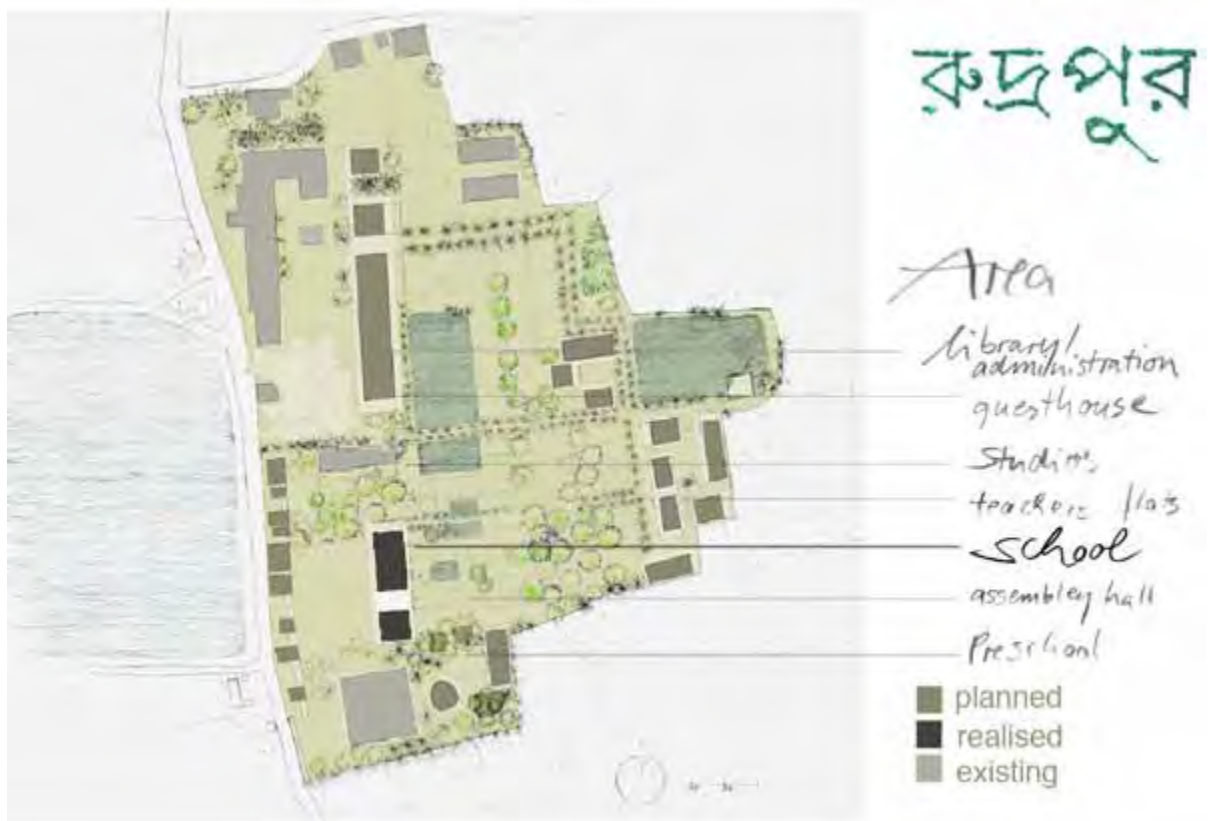 রুদ্রপুর
Area
library/
administration
guesthouse
Studios
teachers flats
School
assembley hall
Preschool
planned
realised
existing